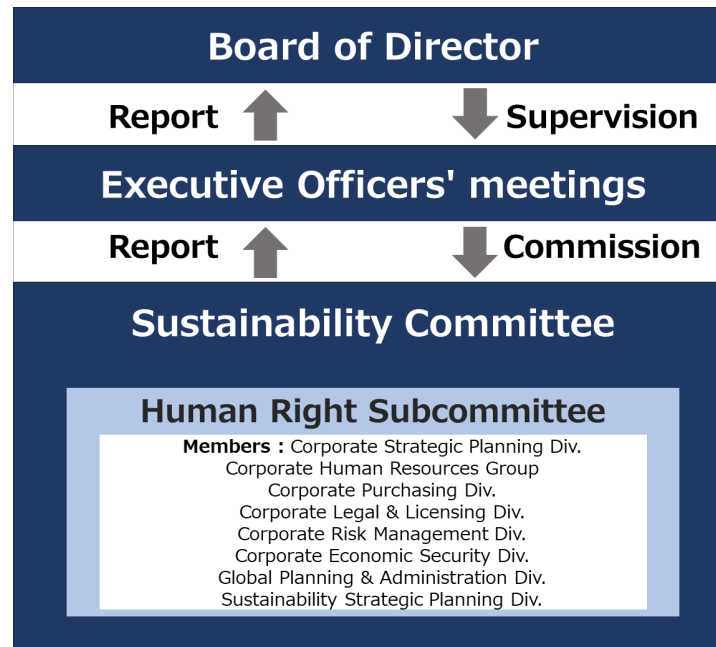 Board of Director
Report Supervision
Executive Officers' meetings
Report Commission
Sustainability Committee
Human Right Subcommittee
Members : Corporate Strategic Planning Div.
Corporate Human Resources Group
Corporate Purchasing Div.
Corporate Legal & Licensing Div.
Corporate Risk Management Div.
Corporate Economic Security Div.
Global Planning & Administration Div.
Sustainability Strategic Planning Div.